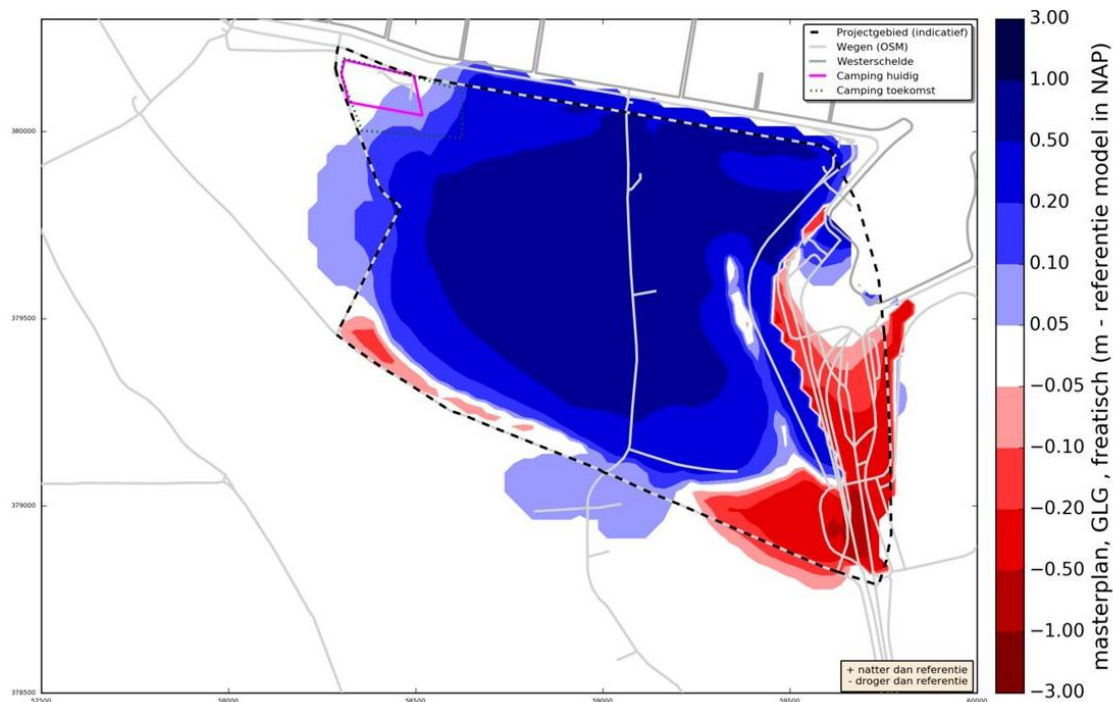 Projectgebied (indicatief)
Wegen (OSM)
Westerschelde
Camping huidig
Camping toekomst
380000
379500
379000
378500
57500
58000
58500
59000
59500
60000
+ natter dan referentie
- droger dan referentie
3.00
1.00
0.50
0.20
0.10
0.05
−0.05
−0.10
−0.20
−0.50
−1.00
−3.00
masterplan, GLG , freatisch (m - referentie model in NAP)